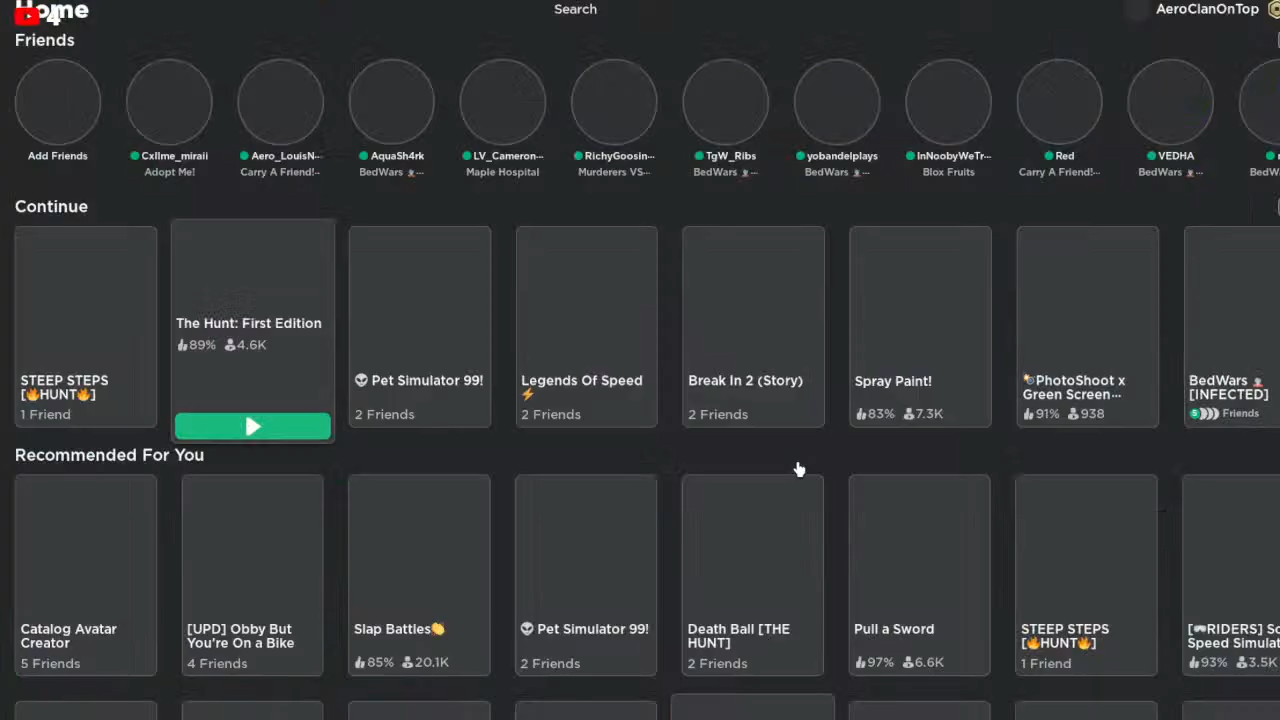 Home
4
Search
AeroClanOnTop
Friends
Add Friends
Cxllme_miraii
Adopt Me!
Aero_LouisN...
Carry A Friend!...
AquaSh4rk
BedWars
LV_Cameron...
Maple Hospital
RichyGoosin...
Murderers VS...
TgW_Ribs
BedWars
yobandelplays
BedWars
InNoobyWeTr...
Blox Fruits
Red
Carry A Friend!...
VEDHA
BedWars
BedW
Continue
STEEP STEPS
[🔥HUNT🔥]
1 Friend
The Hunt: First Edition
89% 4.6K
👽 Pet Simulator 99!
2 Friends
Legends Of Speed
⚡
2 Friends
Break In 2 (Story)
2 Friends
Spray Paint!
83% 7.3K
PhotoShoot x
Green Screen...
91% 938
BedWars
[INFECTED]
Friends
Recommended For You
Catalog Avatar
Creator
5 Friends
[UPD] Obby But
You're On a Bike
4 Friends
Slap Battles👏
85% 20.1K
👽 Pet Simulator 99!
2 Friends
Death Ball [THE
HUNT]
2 Friends
Pull a Sword
97% 6.6K
STEEP STEPS
[🔥HUNT🔥]
1 Friend
[RIDERS] So
Speed Simulat
93% 3.5K